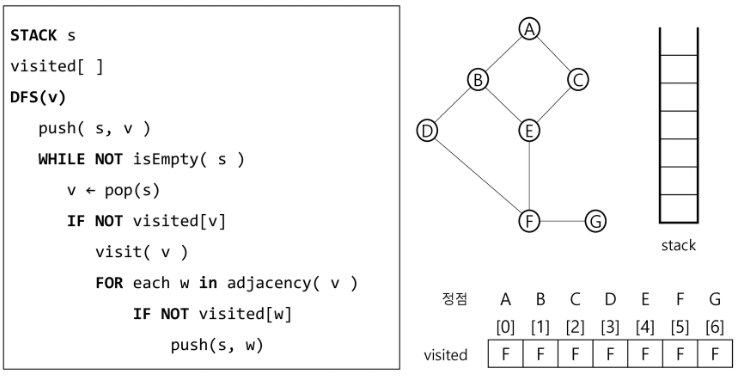 STACK s
visited[ ]
DFS(v)
push( s, v )
WHILE NOT isEmpty( s )
v ← pop(s)
IF NOT visited[v]
visit( v )
FOR each w in adjacency( v )
IF NOT visited[w]
push(s, w)
A
B
C
D
E
F
G
stack
정점 A B C D E F G
[0] [1] [2] [3] [4] [5] [6]
visited F F F F F F F